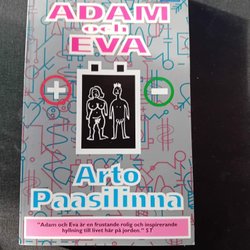 ADAM
och
EVA
Arto
Paasilinna
"Adam och Eva är en frustande rolig och inspirerande
hyllning till livet här på jorden." ST